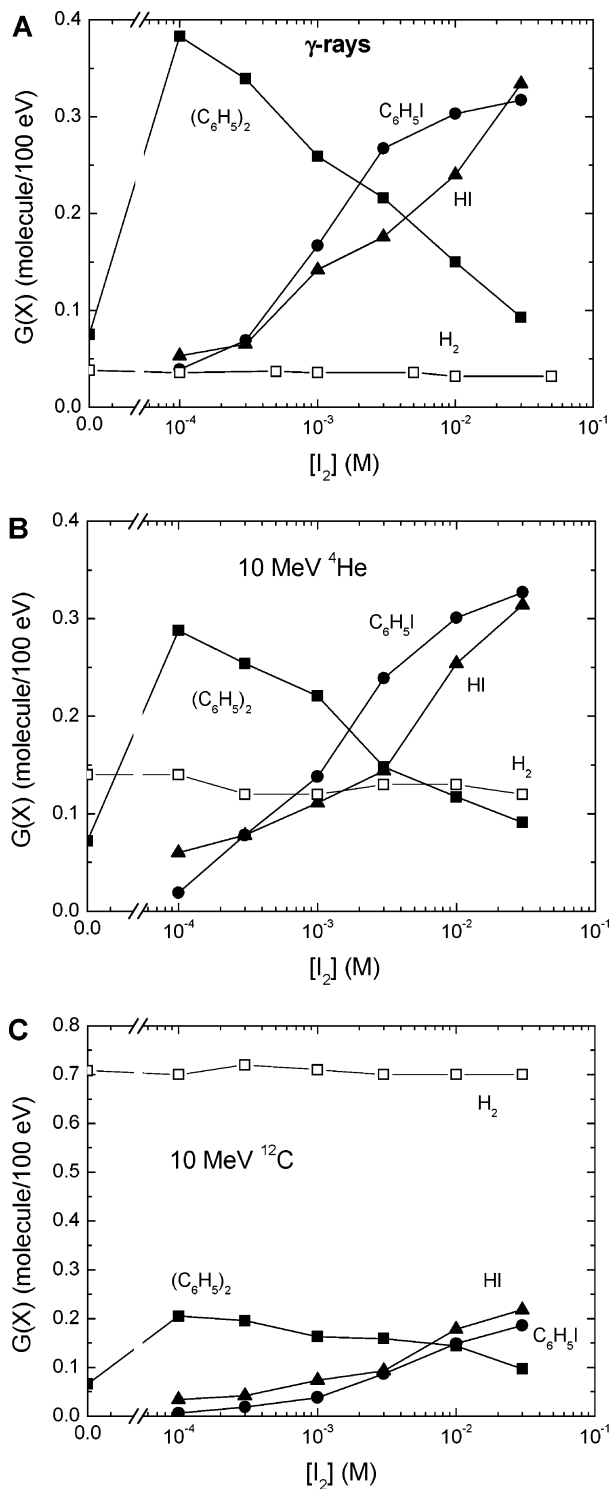 A
γ-rays
G(X) (molecule/100 eV)
0.4
0.3
0.2
0.1
0.0
(C₆H₅)₂
C₆H₅I
HI
H₂
0.0
10⁻⁴
10⁻³
10⁻²
10⁻¹
[I₂] (M)
B
10 MeV ⁴He
G(X) (molecule/100 eV)
0.4
0.3
0.2
0.1
0.0
C₆H₅I
(C₆H₅)₂
HI
H₂
0.0
10⁻⁴
10⁻³
10⁻²
10⁻¹
[I₂] (M)
C
G(X) (molecule/100 eV)
0.8
0.7
0.6
0.5
0.4
0.3
0.2
0.1
0.0
H₂
10 MeV ¹²C
(C₆H₅)₂
HI
C₆H₅I
0.0
10⁻⁴
10⁻³
10⁻²
10⁻¹
[I₂] (M)